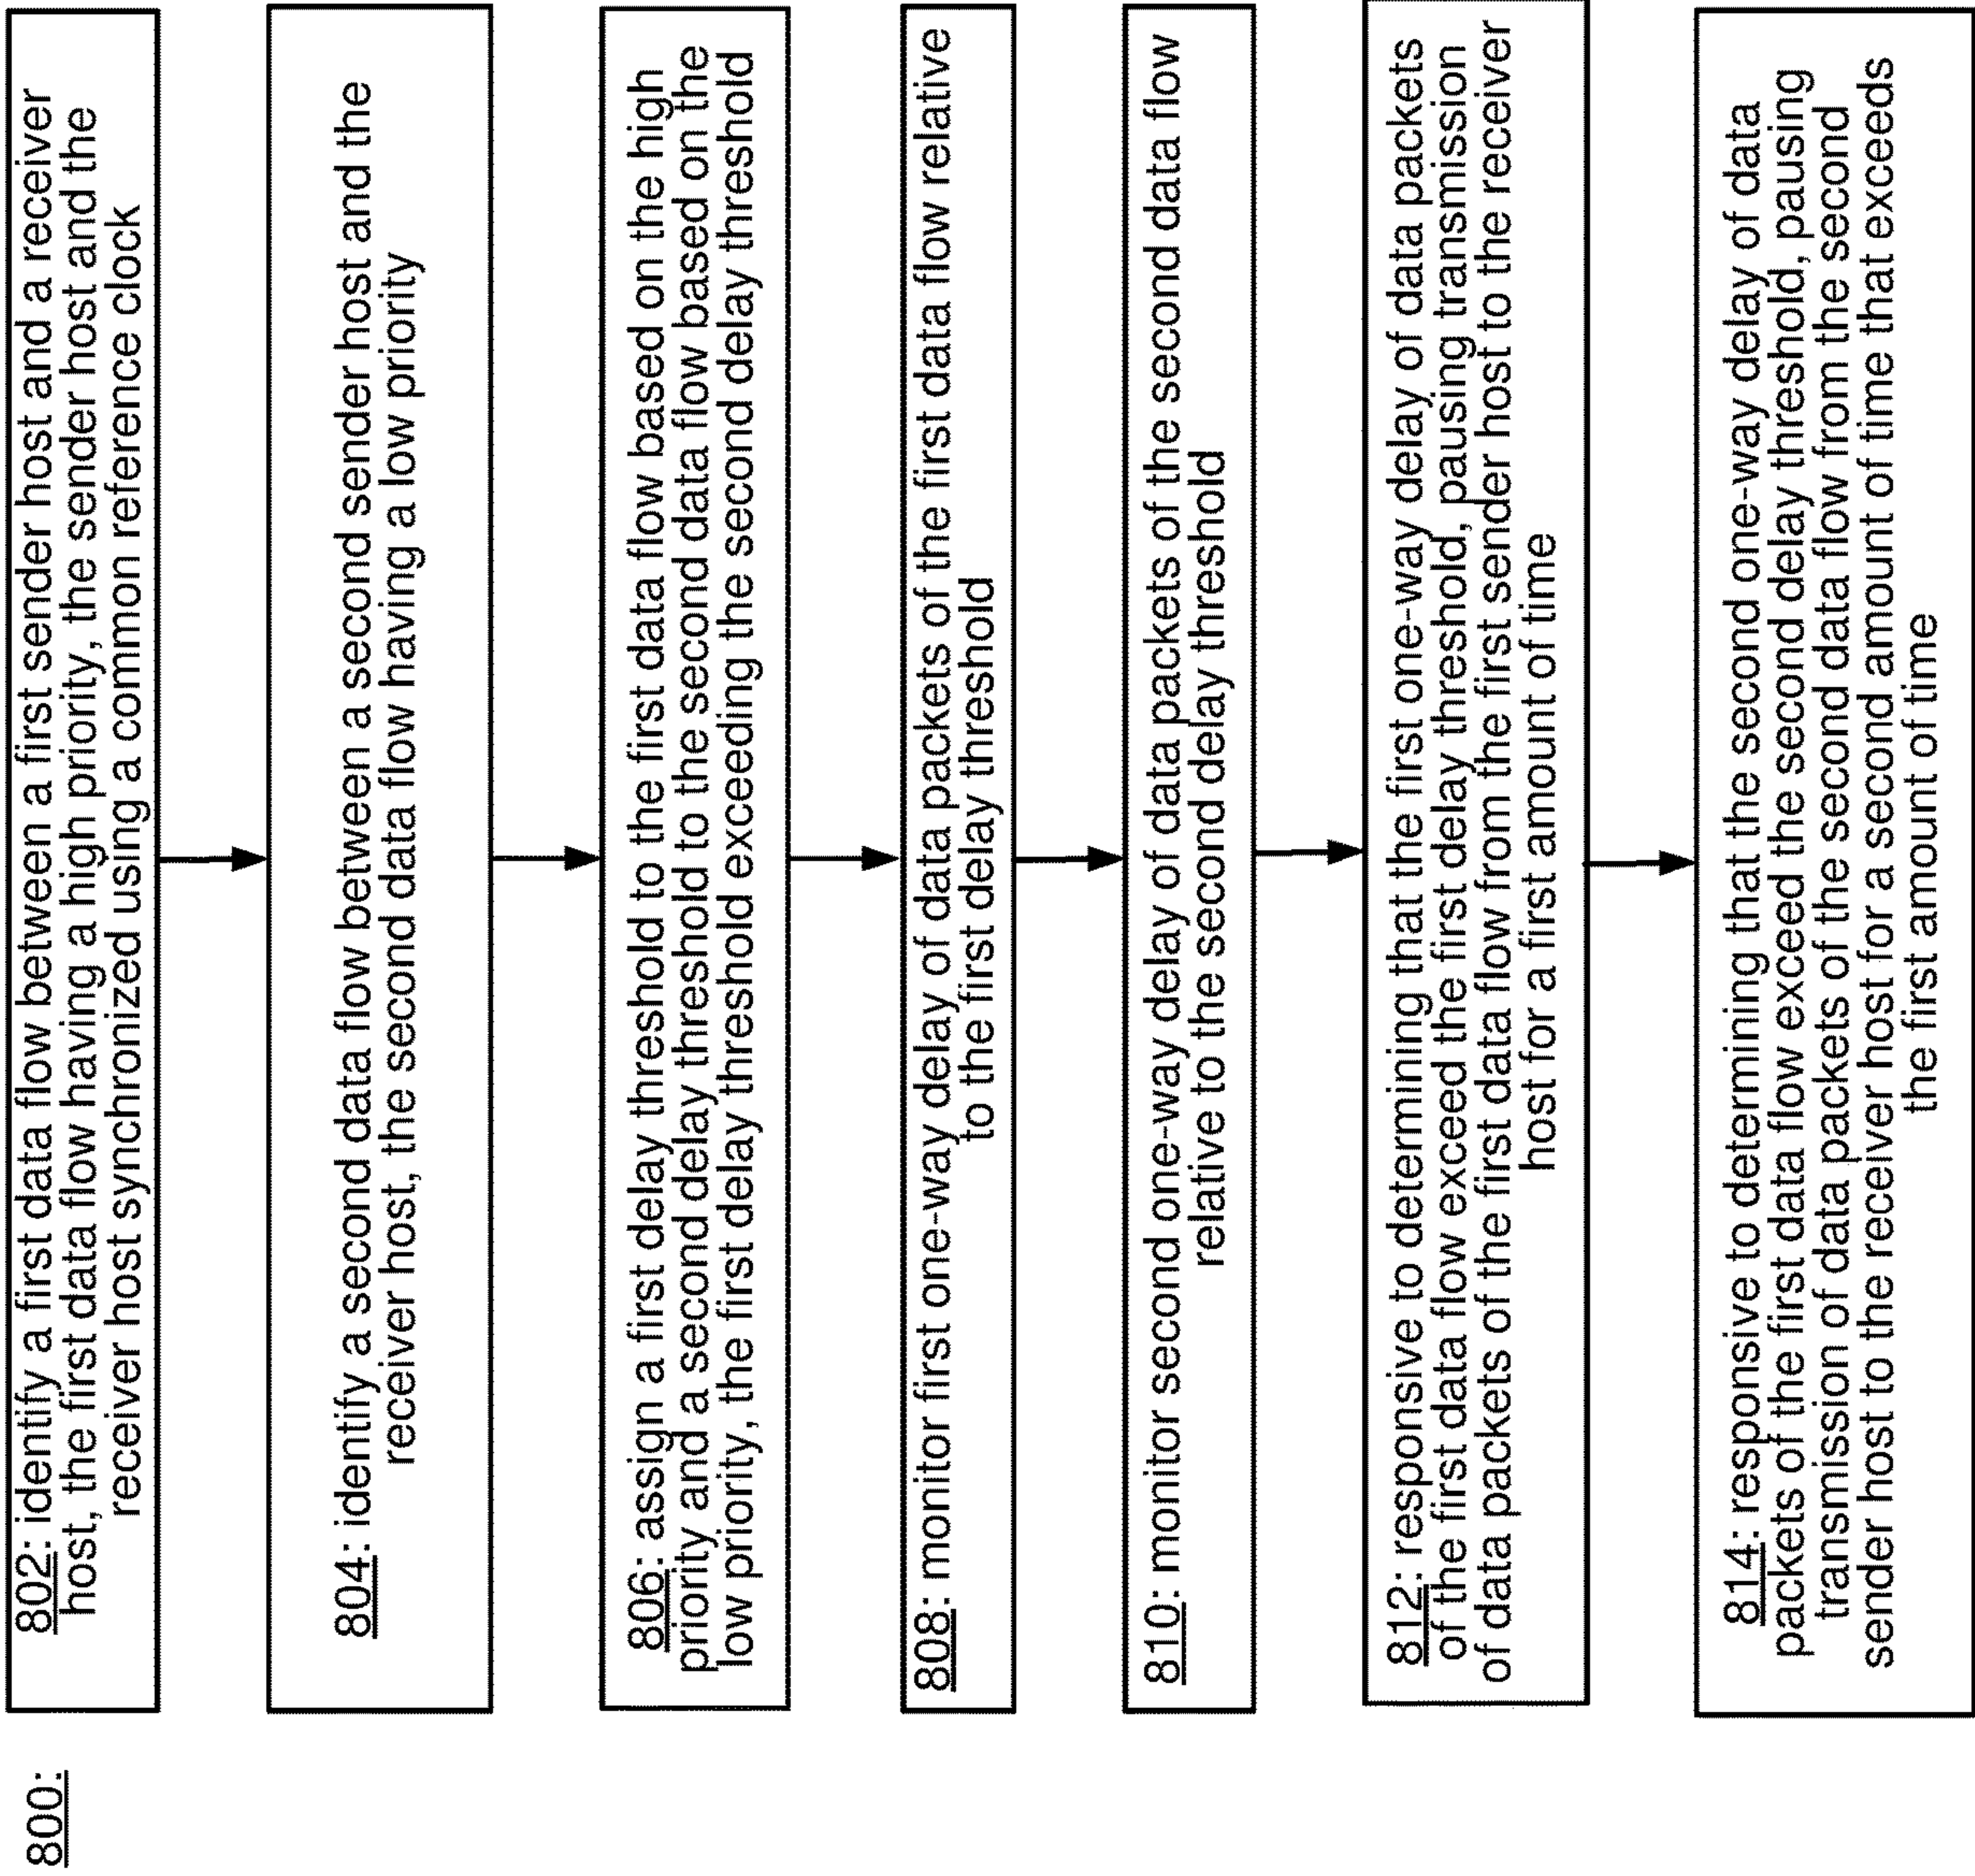 800:
802: identify a first data flow between a first sender host and a receiver
host, the first data flow having a high priority, the sender host and the
receiver host synchronized using a common reference clock
804: identify a second data flow between a second sender host and the
receiver host, the second data flow having a low priority
806: assign a first delay threshold to the first data flow based on the high
priority and a second delay threshold to the second data flow based on the
low priority, the first delay threshold exceeding the second delay threshold
808: monitor first one-way delay of data packets of the first data flow relative
to the first delay threshold
810: monitor second one-way delay of data packets of the second data flow
relative to the second delay threshold
812: responsive to determining that the first one-way delay of data packets
of the first data flow exceed the first delay threshold, pausing transmission
of data packets of the first data flow from the first sender host to the receiver
host for a first amount of time
814: responsive to determining that the second one-way delay of data
packets of the first data flow exceed the second delay threshold, pausing
transmission of data packets of the second data flow from the second
sender host to the receiver host for a second amount of time that exceeds
the first amount of time